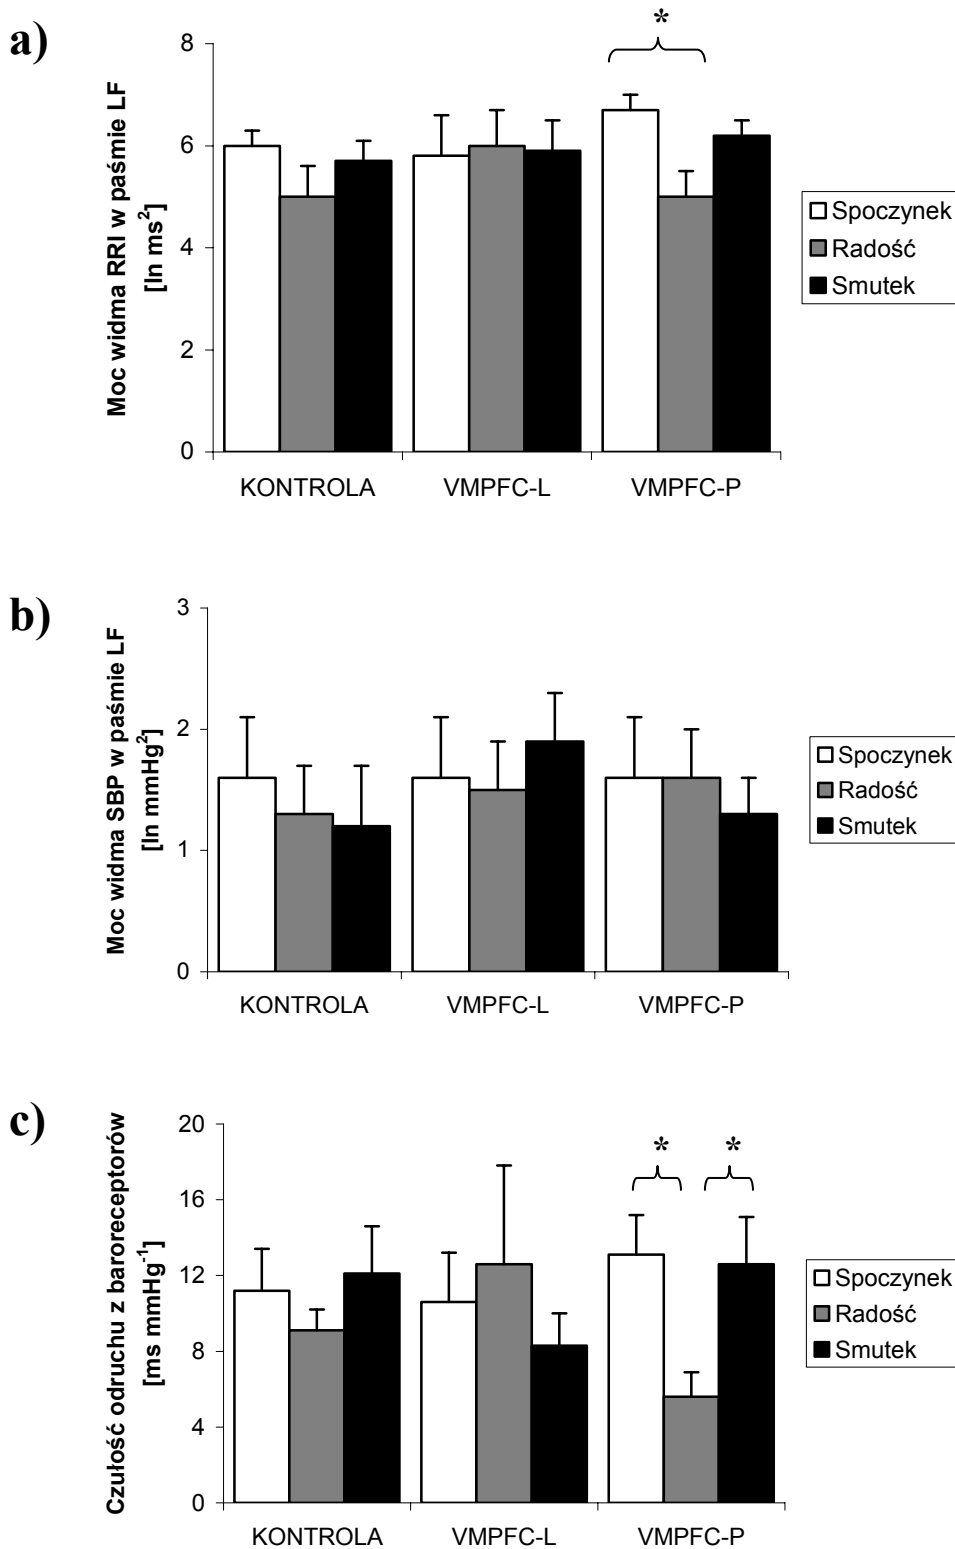 a)
Moc widma RRI w paśmie LF
[ln ms²]
8
6
4
2
0
*
KONTROLA
VMPFC-L
VMPFC-P
Spoczynek
Radość
Smutek
b)
Moc widma SBP w paśmie LF
[ln mmHg²]
3
2
1
0
KONTROLA
VMPFC-L
VMPFC-P
Spoczynek
Radość
Smutek
c)
Czułość odruchu z baroreceptorów
[ms mmHg⁻¹]
20
16
12
8
4
0
* *
KONTROLA
VMPFC-L
VMPFC-P
Spoczynek
Radość
Smutek